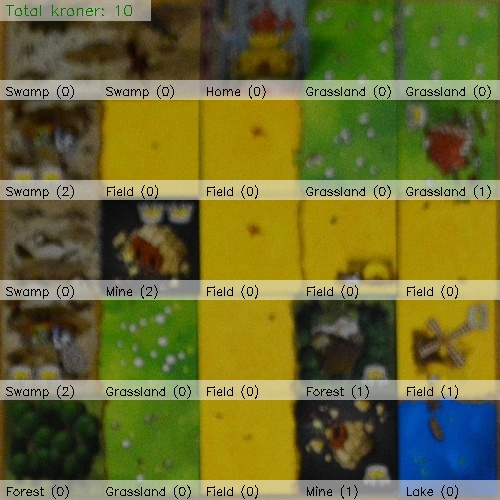 Total kroner: 10
Swamp (0) Swamp (0) Home (0) Grassland (0) Grassland (0)
Swamp (2) Field (0) Field (0) Grassland (0) Grassland (1)
Swamp (0) Mine (2) Field (0) Field (0) Field (0)
Swamp (2) Grassland (0) Field (0) Forest (1) Field (1)
Forest (0) Grassland (0) Field (0) Mine (1) Lake (0)